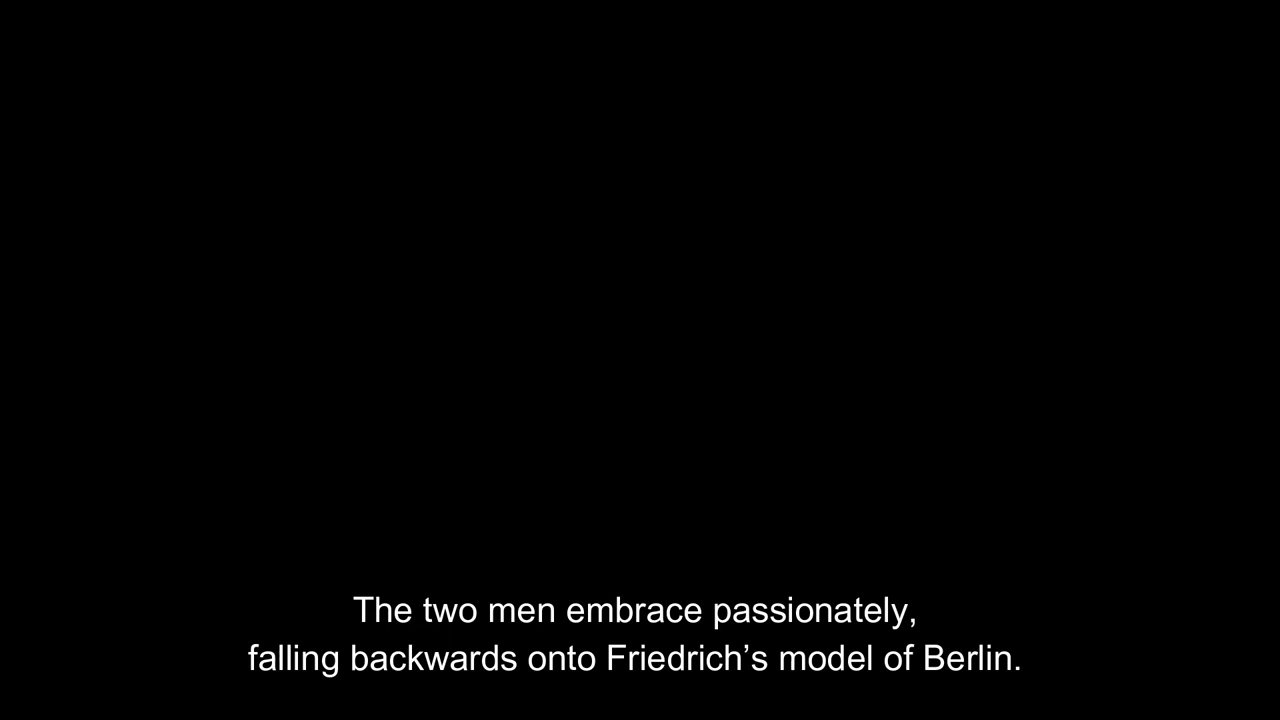 The two men embrace passionately,
falling backwards onto Friedrich’s model of Berlin.